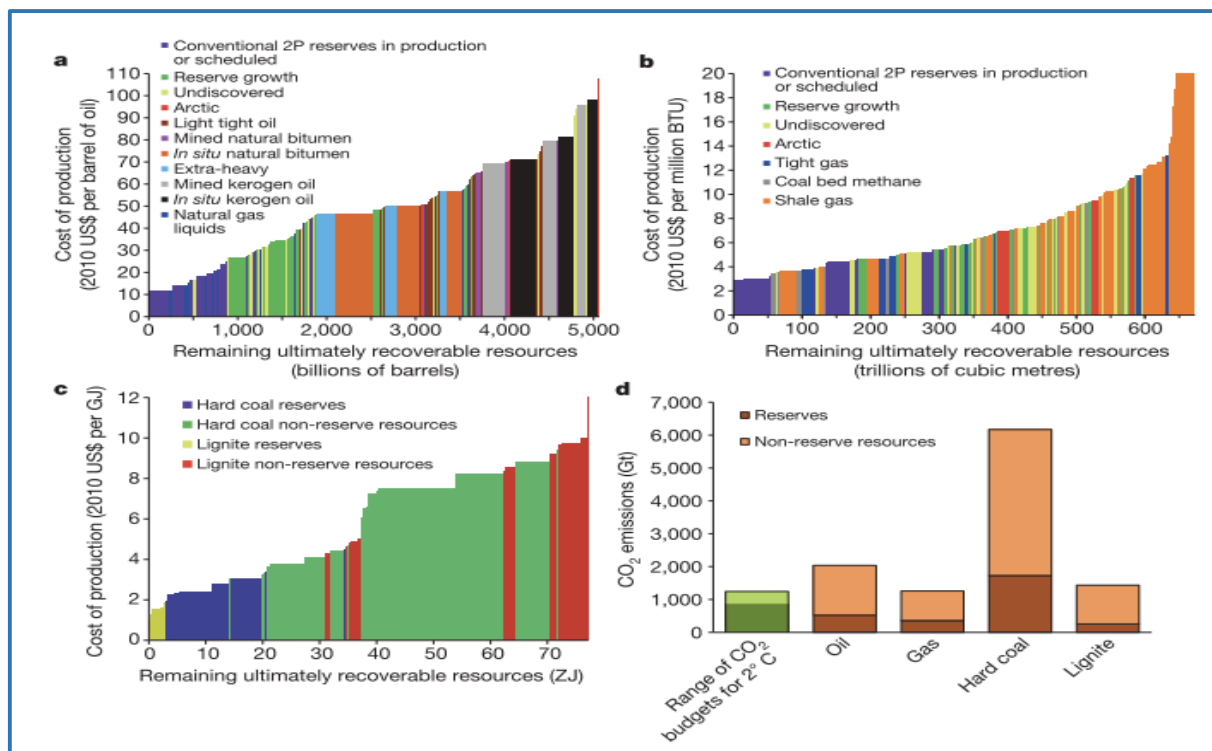 a
Conventional 2P reserves in production
or scheduled
Reserve growth
Undiscovered
Arctic
Light tight oil
Mined natural bitumen
In situ natural bitumen
Extra-heavy
Mined kerogen oil
In situ kerogen oil
Natural gas
liquids
Cost of production
(2010 US$ per barrel of oil)
110
100
90
80
70
60
50
40
30
20
10
0
0 1,000 2,000 3,000 4,000 5,000
Remaining ultimately recoverable resources
(billions of barrels)
b
Conventional 2P reserves in production
or scheduled
Reserve growth
Undiscovered
Arctic
Tight gas
Coal bed methane
Shale gas
Cost of production
(2010 US$ per million BTU)
20
18
16
14
12
10
8
6
4
2
0
0 100 200 300 400 500 600
Remaining ultimately recoverable resources
(trillions of cubic metres)
c
Hard coal reserves
Hard coal non-reserve resources
Lignite reserves
Lignite non-reserve resources
Cost of production (2010 US$ per GJ)
12
10
8
6
4
2
0
0 10 20 30 40 50 60 70
Remaining ultimately recoverable resources (ZJ)
d
Reserves
Non-reserve resources
CO₂ emissions (Gt)
7,000
6,000
5,000
4,000
3,000
2,000
1,000
0
Range of CO₂
budgets for 2° C
Oil
Gas
Hard coal
Lignite